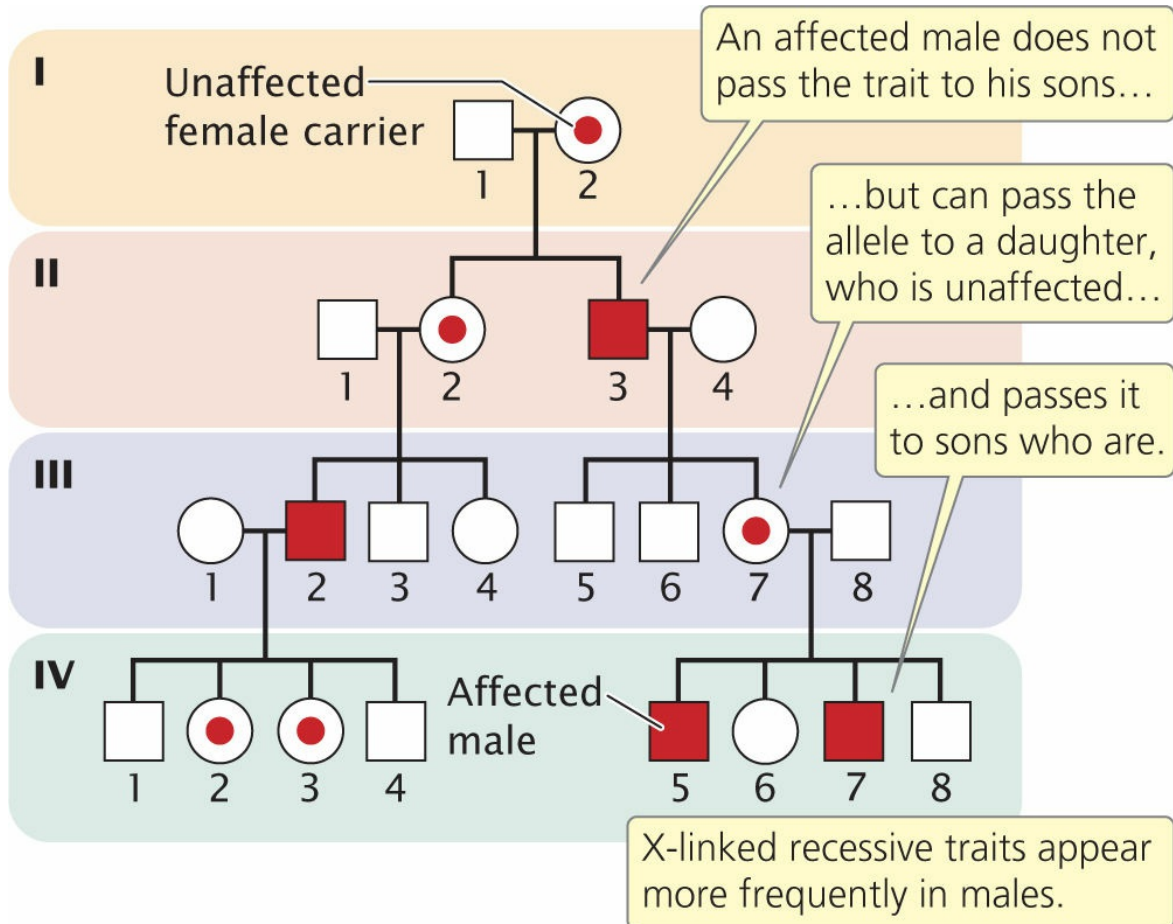 I
Unaffected
female carrier
An affected male does not
pass the trait to his sons…
1 2
…but can pass the
allele to a daughter,
who is unaffected…
II
1 2 3 4
…and passes it
to sons who are.
III
1 2 3 4 5 6 7 8
IV
Affected
male
1 2 3 4 5 6 7 8
X-linked recessive traits appear
more frequently in males.